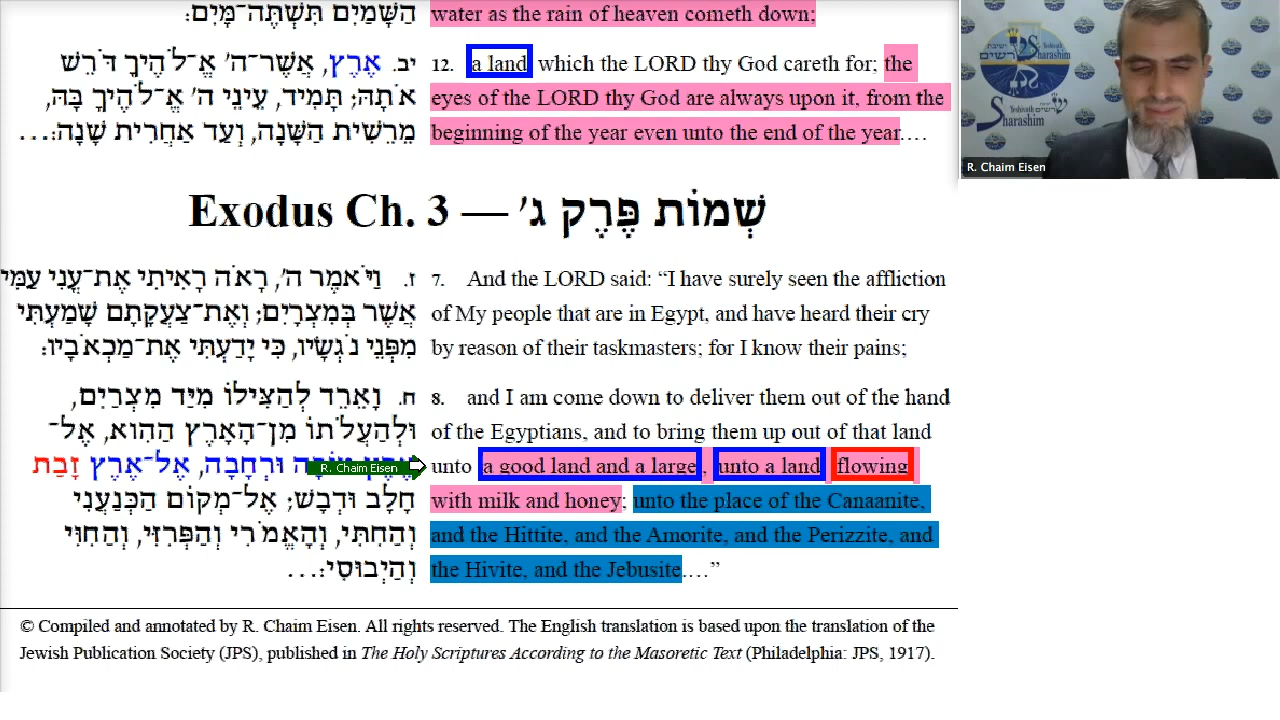 הַשָּׁמַיִם תִּשְׁתֶּה־מָּיִם:
water as the rain of heaven cometh down;
יב. אֶרֶץ, אֲשֶׁר־ה' אֱ־לֹהֶיךָ דֹּרֵשׁ
אֹתָהּ; תָּמִיד, עֵינֵי ה' אֱ־לֹהֶיךָ בָּהּ,
מֵרֵשִׁית הַשָּׁנָה, וְעַד אַחֲרִית שָׁנָה:...
12. a land which the LORD thy God careth for; the
eyes of the LORD thy God are always upon it, from the
beginning of the year even unto the end of the year....
Exodus Ch. 3 — שְׁמוֹת פֶּרֶק ג'
ז. וַיֹּאמֶר ה', רָאֹה רָאִיתִי אֶת־עֳנִי עַמִּי
אֲשֶׁר בְּמִצְרָיִם; וְאֶת־צַעֲקָתָם שָׁמַעְתִּי
מִפְּנֵי נֹגְשָׂיו, כִּי יָדַעְתִּי אֶת־מַכְאֹבָיו:
7. And the LORD said: “I have surely seen the affliction
of My people that are in Egypt, and have heard their cry
by reason of their taskmasters; for I know their pains;
ח. וָאֵרֵד לְהַצִּילוֹ מִיַּד מִצְרַיִם,
וּלְהַעֲלֹתוֹ מִן־הָאָרֶץ הַהִוא, אֶל־
וּרְחָבָה, אֶל־אֶרֶץ זָבַת
חָלָב וּדְבָשׁ; אֶל־מְקוֹם הַכְּנַעֲנִי
וְהַחִתִּי, וְהָאֱמֹרִי וְהַפְּרִזִּי, וְהַחִוִּי
וְהַיְבוּסִי:...
8. and I am come down to deliver them out of the hand
of the Egyptians, and to bring them up out of that land
unto a good land and a large, unto a land flowing
with milk and honey; unto the place of the Canaanite,
and the Hittite, and the Amorite, and the Perizzite, and
the Hivite, and the Jebusite....”
R. Chaim Eisen
© Compiled and annotated by R. Chaim Eisen. All rights reserved. The English translation is based upon the translation of the
Jewish Publication Society (JPS), published in The Holy Scriptures According to the Masoretic Text (Philadelphia: JPS, 1917).
Yeshivath
Sharashim
Yeshivath שרשים
Sharashim
R. Chaim Eisen